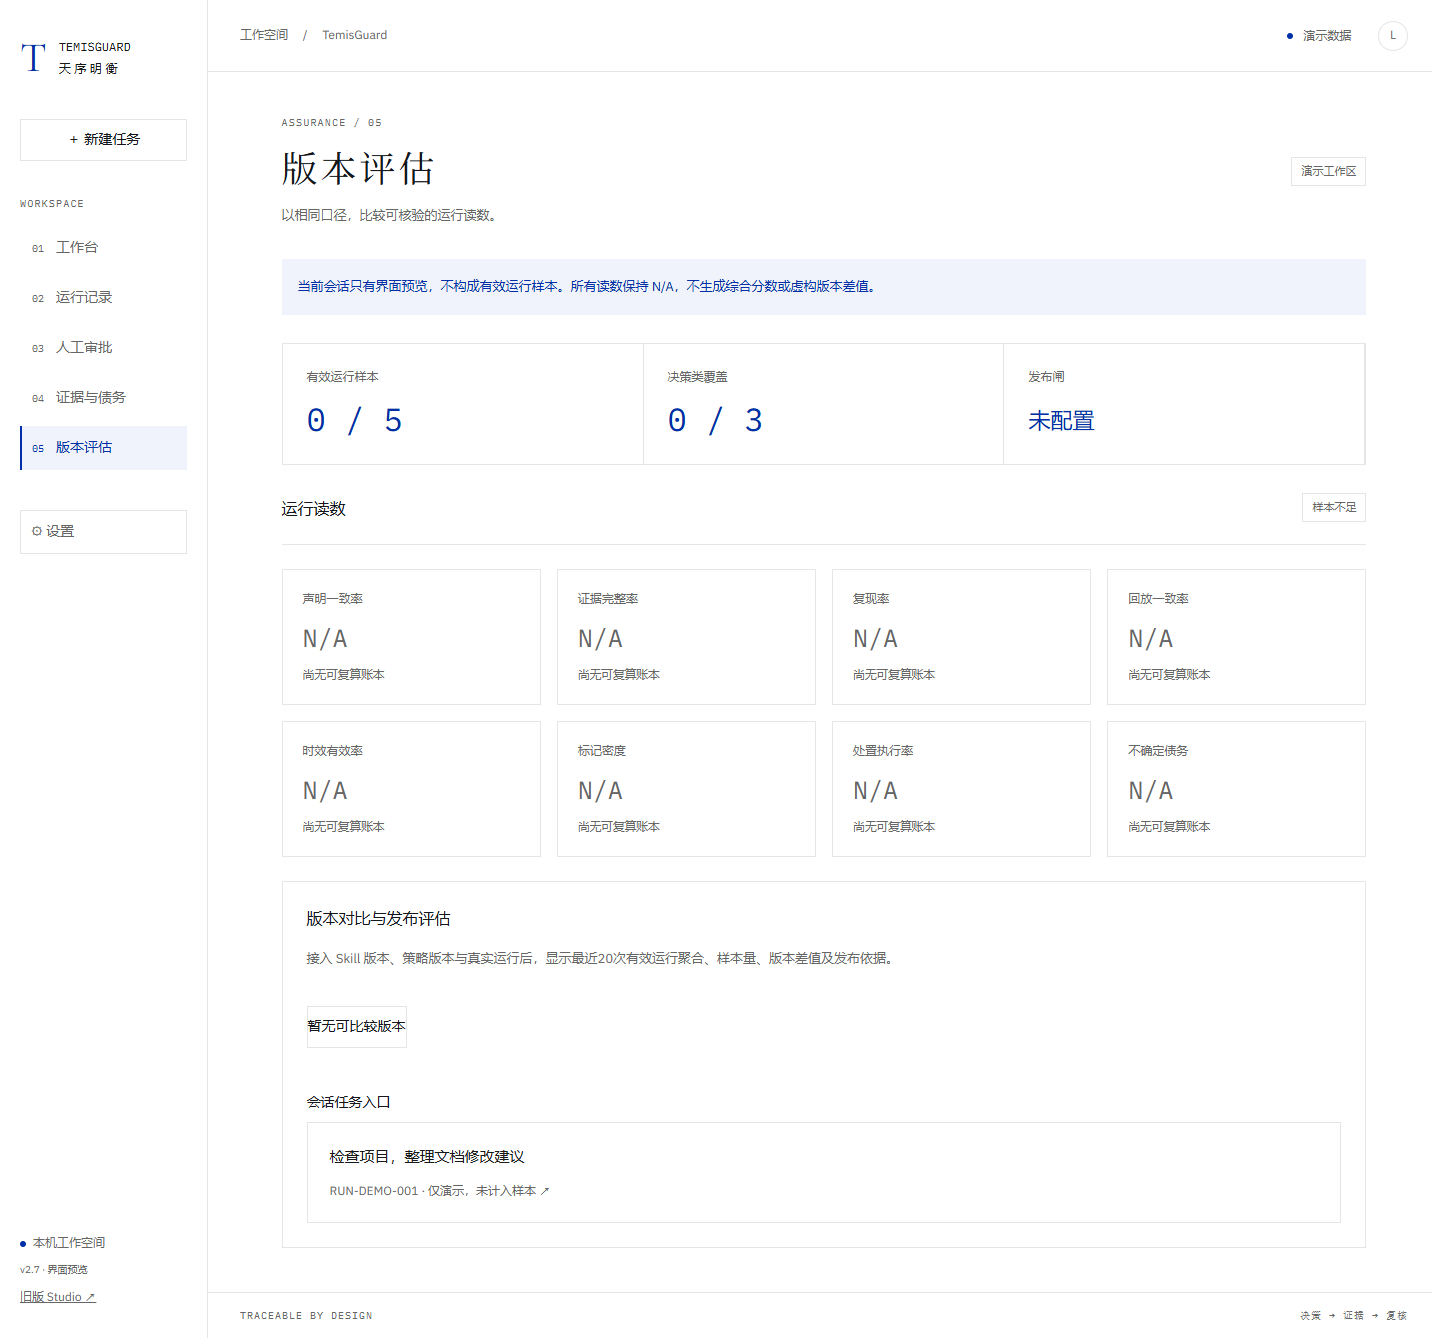 T
TEMISGUARD
天序明衡
+ 新建任务
WORKSPACE
01 工作台
02 运行记录
03 人工审批
04 证据与债务
05 版本评估
⚙ 设置
本机工作空间
v2.7 · 界面预览
旧版 Studio ↗
工作空间 / TemisGuard
演示数据
L
ASSURANCE / 05
版本评估
演示工作区
以相同口径，比较可核验的运行读数。
当前会话只有界面预览，不构成有效运行样本。所有读数保持 N/A，不生成综合分数或虚构版本差值。
有效运行样本
0 / 5
决策类覆盖
0 / 3
发布闸
未配置
运行读数
样本不足
声明一致率
N/A
尚无可复算账本
证据完整率
N/A
尚无可复算账本
复现率
N/A
尚无可复算账本
回放一致率
N/A
尚无可复算账本
时效有效率
N/A
尚无可复算账本
标记密度
N/A
尚无可复算账本
处置执行率
N/A
尚无可复算账本
不确定债务
N/A
尚无可复算账本
版本对比与发布评估
接入 Skill 版本、策略版本与真实运行后，显示最近20次有效运行聚合、样本量、版本差值及发布依据。
暂无可比较版本
会话任务入口
检查项目，整理文档修改建议
RUN-DEMO-001 · 仅演示，未计入样本 ↗
TRACEABLE BY DESIGN
决策 → 证据 → 复核